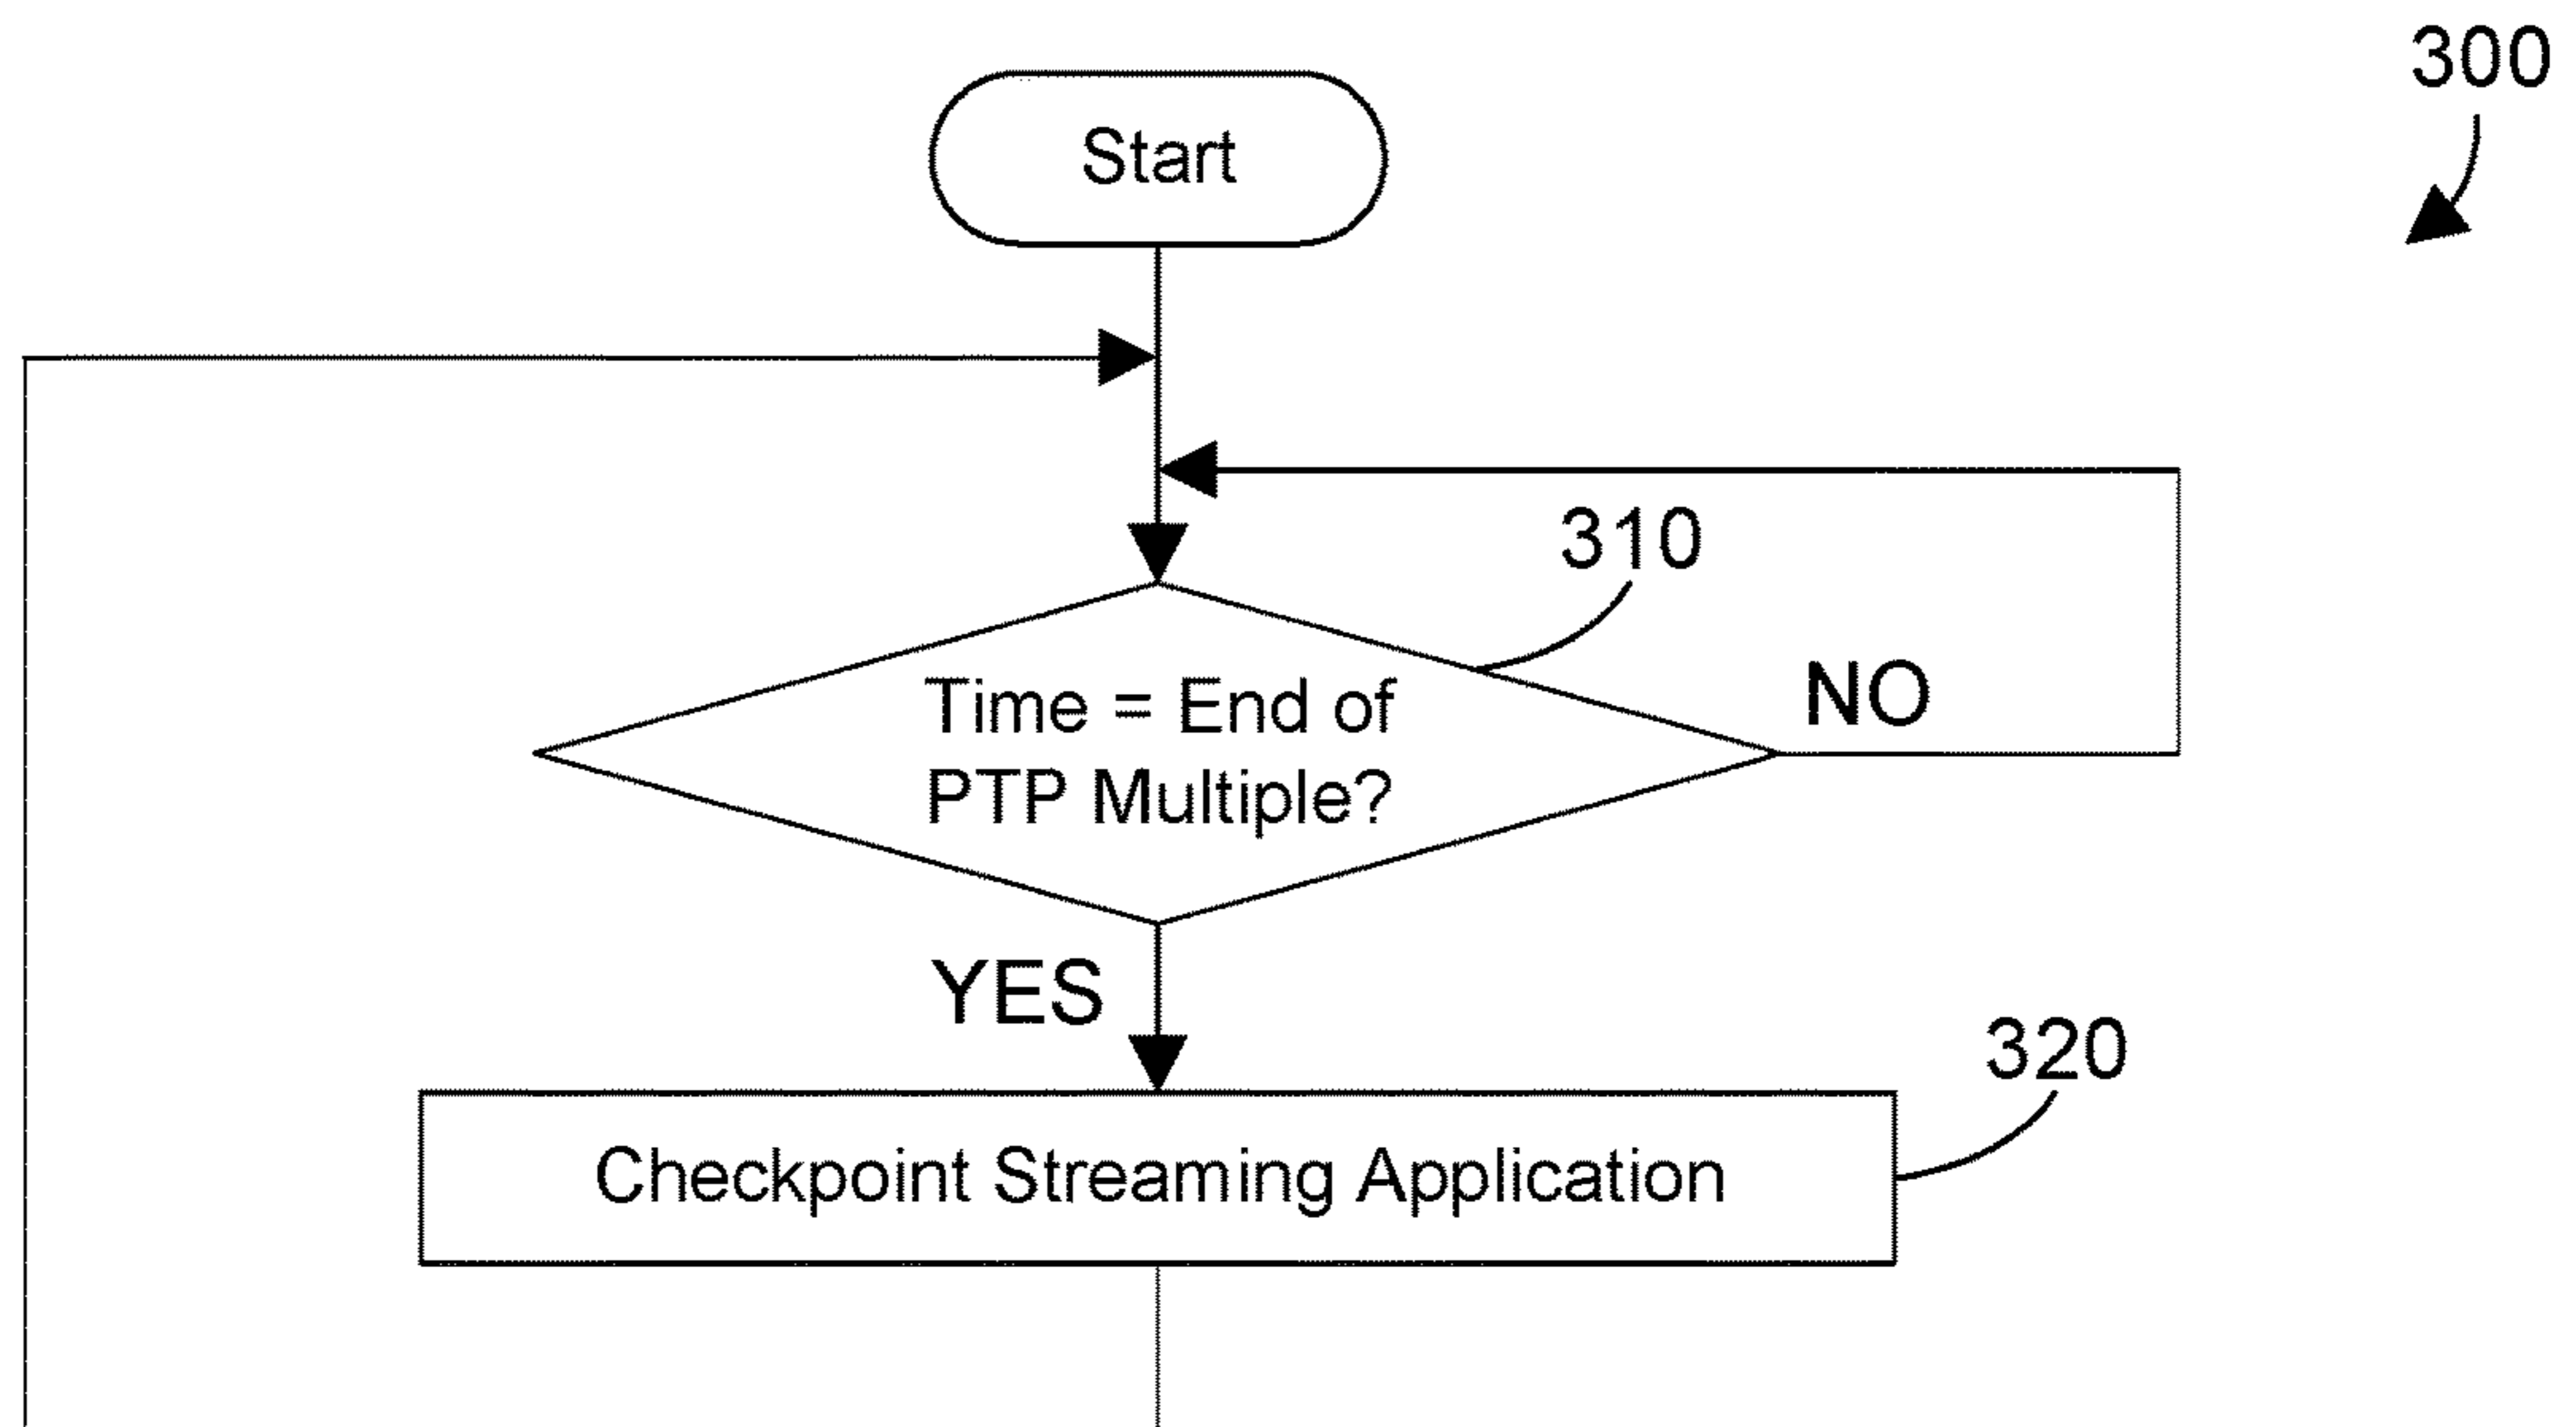 300
Start
310
Time = End of
PTP Multiple?
NO
YES
320
Checkpoint Streaming Application